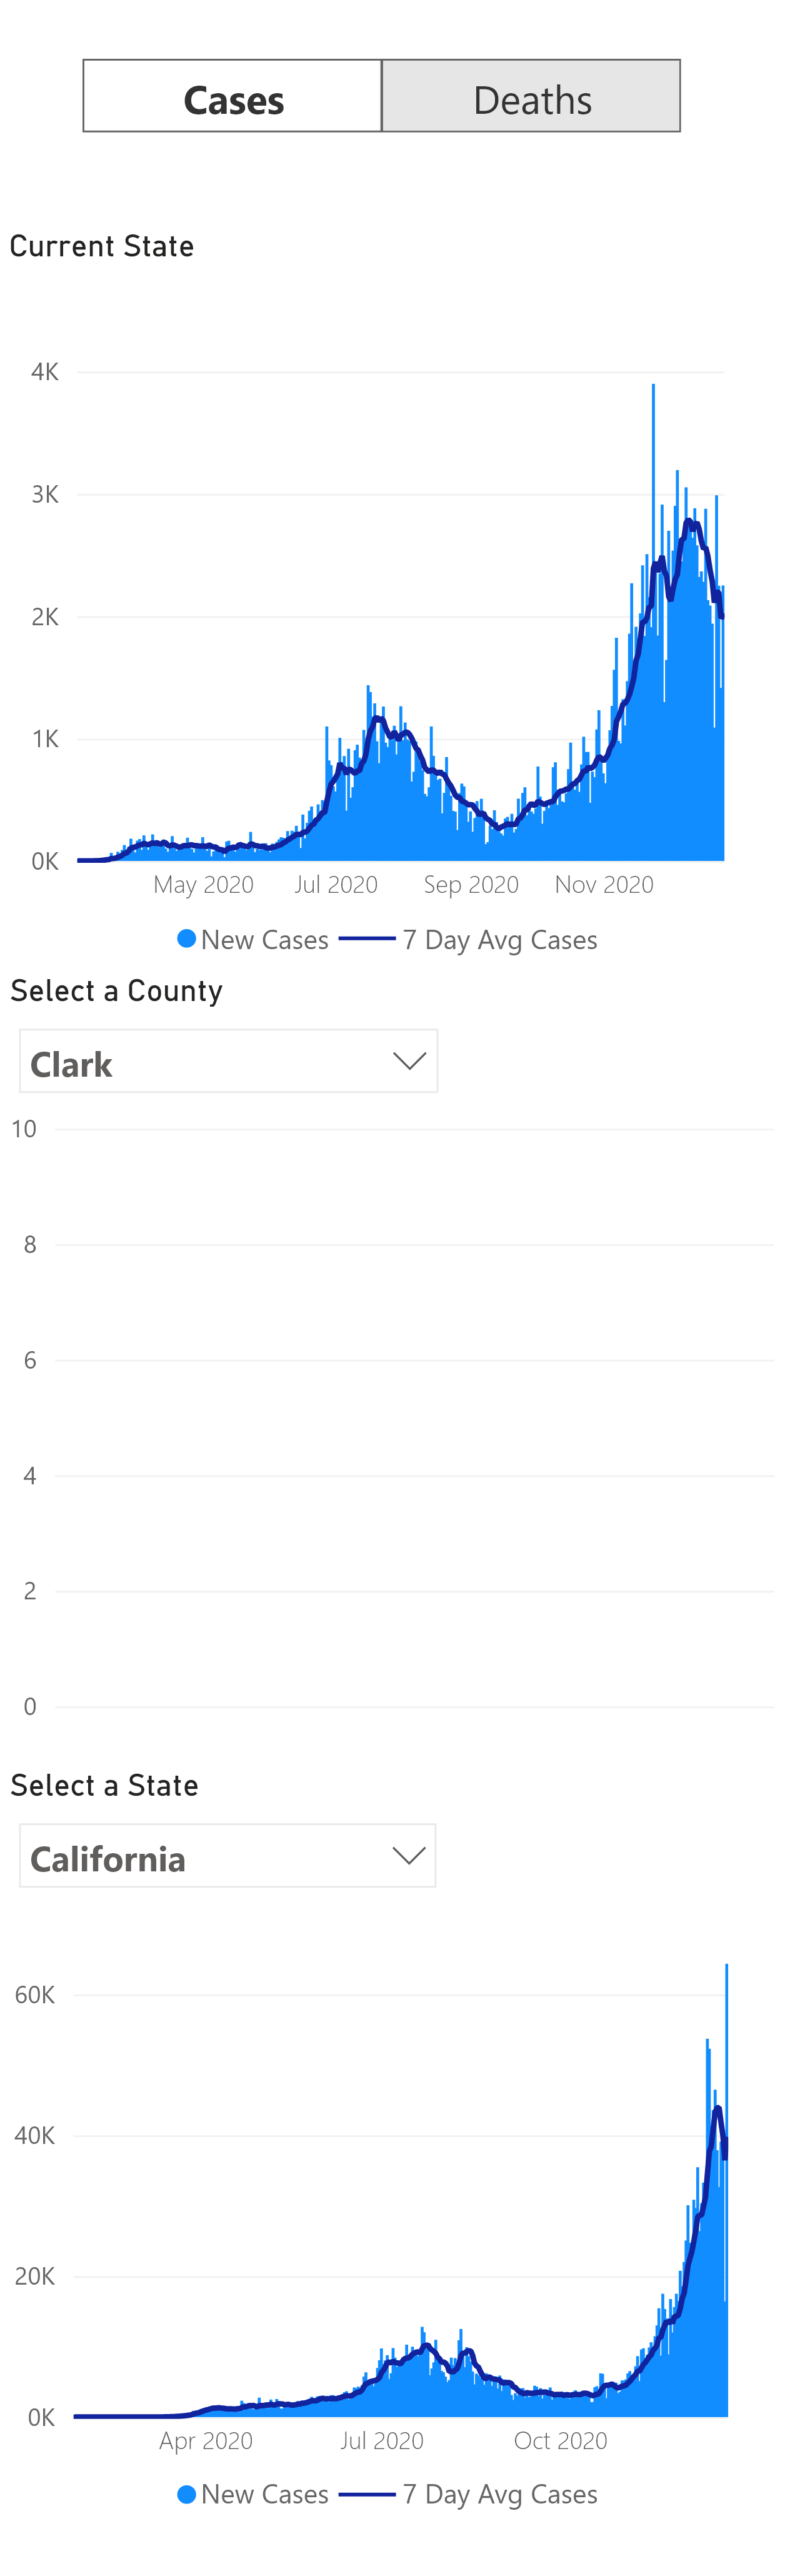 Cases Deaths
Current State
4K
3K
2K
1K
0K
May 2020 Jul 2020 Sep 2020 Nov 2020
New Cases 7 Day Avg Cases
Select a County
Clark
10
8
6
4
2
0
Select a State
California
60K
40K
20K
0K
Apr 2020 Jul 2020 Oct 2020
New Cases 7 Day Avg Cases